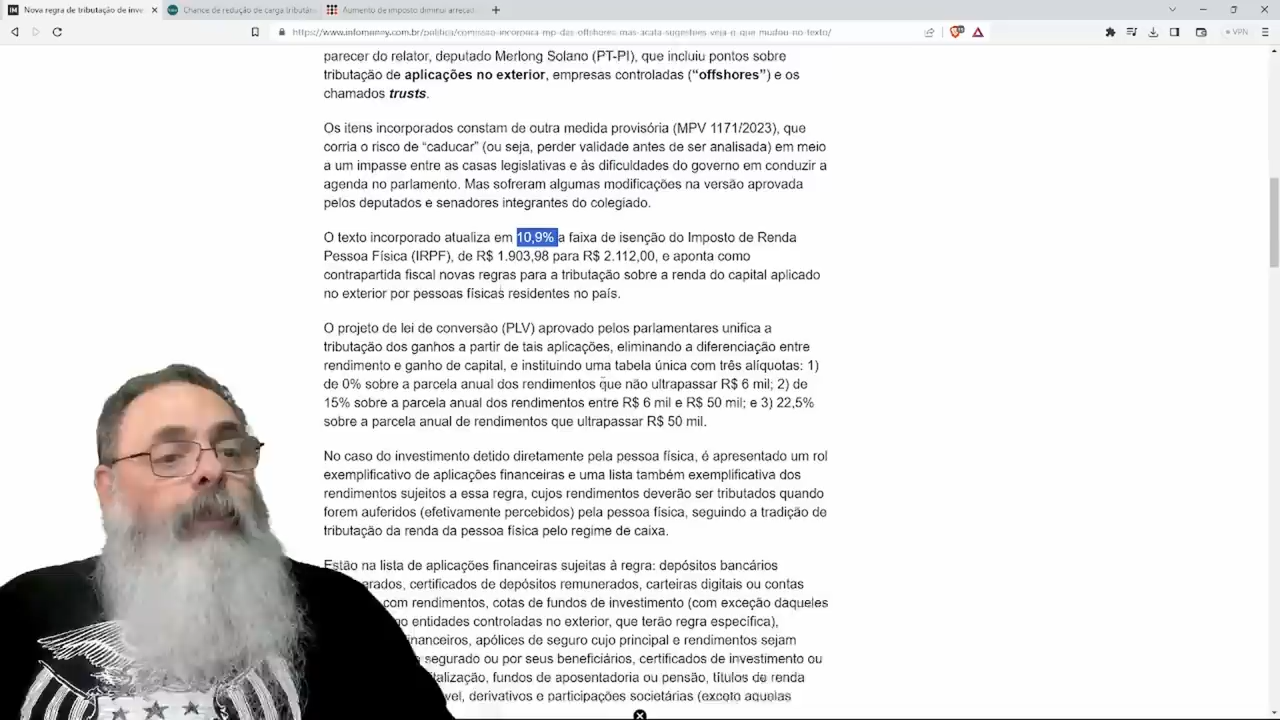 Nova regra de tributação de inve
Chance de redução de carga tributári
Aumento de imposto diminui arreca
https://www.infomoney.com.br/politica/comissao-incorpora-mp-das-offshores-mas-acata-sugestoes-veja-o-que-mudou-no-texto/
VPN
parecer do relator, deputado Merlong Solano (PT-PI), que incluiu pontos sobre
tributação de aplicações no exterior, empresas controladas (“offshores”) e os
chamados trusts.
Os itens incorporados constam de outra medida provisória (MPV 1171/2023), que
corria o risco de “caducar” (ou seja, perder validade antes de ser analisada) em meio
a um impasse entre as casas legislativas e às dificuldades do governo em conduzir a
agenda no parlamento. Mas sofreram algumas modificações na versão aprovada
pelos deputados e senadores integrantes do colegiado.
O texto incorporado atualiza em 10,9% a faixa de isenção do Imposto de Renda
Pessoa Física (IRPF), de R$ 1.903,98 para R$ 2.112,00, e aponta como
contrapartida fiscal novas regras para a tributação sobre a renda do capital aplicado
no exterior por pessoas físicas residentes no país.
O projeto de lei de conversão (PLV) aprovado pelos parlamentares unifica a
tributação dos ganhos a partir de tais aplicações, eliminando a diferenciação entre
rendimento e ganho de capital, e instituindo uma tabela única com três alíquotas: 1)
de 0% sobre a parcela anual dos rendimentos que não ultrapassar R$ 6 mil; 2) de
15% sobre a parcela anual dos rendimentos entre R$ 6 mil e R$ 50 mil; e 3) 22,5%
sobre a parcela anual de rendimentos que ultrapassar R$ 50 mil.
No caso do investimento detido diretamente pela pessoa física, é apresentado um rol
exemplificativo de aplicações financeiras e uma lista também exemplificativa dos
rendimentos sujeitos a essa regra, cujos rendimentos deverão ser tributados quando
forem auferidos (efetivamente percebidos) pela pessoa física, seguindo a tradição de
tributação da renda da pessoa física pelo regime de caixa.
Estão na lista de aplicações financeiras sujeitas à regra: depósitos bancários
erados, certificados de depósitos remunerados, carteiras digitais ou contas
com rendimentos, cotas de fundos de investimento (com exceção daqueles
o entidades controladas no exterior, que terão regra específica),
nanceiros, apólices de seguro cujo principal e rendimentos sejam
segurado ou por seus beneficiários, certificados de investimento ou
talização, fundos de aposentadoria ou pensão, títulos de renda
vel, derivativos e participações societárias (exceto aquelas